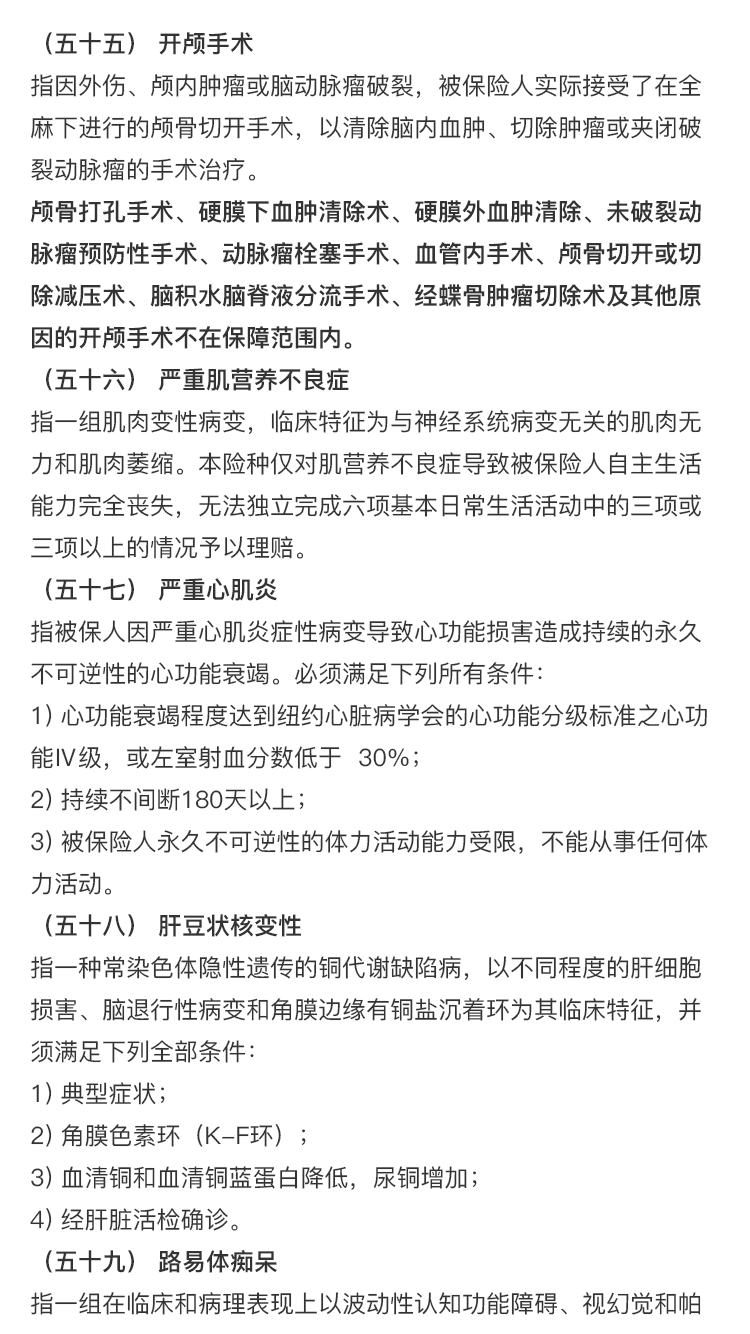 （五十五） 开颅手术
指因外伤、颅内肿瘤或脑动脉瘤破裂，被保险人实际接受了在全
麻下进行的颅骨切开手术，以清除脑内血肿、切除肿瘤或夹闭破
裂动脉瘤的手术治疗。
颅骨打孔手术、硬膜下血肿清除术、硬膜外血肿清除、未破裂动
脉瘤预防性手术、动脉瘤栓塞手术、血管内手术、颅骨切开或切
除减压术、脑积水脑脊液分流手术、经蝶骨肿瘤切除术及其他原
因的开颅手术不在保障范围内。
（五十六） 严重肌营养不良症
指一组肌肉变性病变，临床特征为与神经系统病变无关的肌肉无
力和肌肉萎缩。本险种仅对肌营养不良症导致被保险人自主生活
能力完全丧失，无法独立完成六项基本日常生活活动中的三项或
三项以上的情况予以理赔。
（五十七） 严重心肌炎
指被保人因严重心肌炎症性病变导致心功能损害造成持续的永久
不可逆性的心功能衰竭。必须满足下列所有条件：
1) 心功能衰竭程度达到纽约心脏病学会的心功能分级标准之心功
能IV级，或左室射血分数低于 30%；
2) 持续不间断180天以上；
3) 被保险人永久不可逆性的体力活动能力受限，不能从事任何体
力活动。
（五十八） 肝豆状核变性
指一种常染色体隐性遗传的铜代谢缺陷病，以不同程度的肝细胞
损害、脑退行性病变和角膜边缘有铜盐沉着环为其临床特征，并
须满足下列全部条件：
1) 典型症状；
2) 角膜色素环（K–F环）；
3) 血清铜和血清铜蓝蛋白降低，尿铜增加；
4) 经肝脏活检确诊。
（五十九） 路易体痴呆
指一组在临床和病理表现上以波动性认知功能障碍、视幻觉和帕